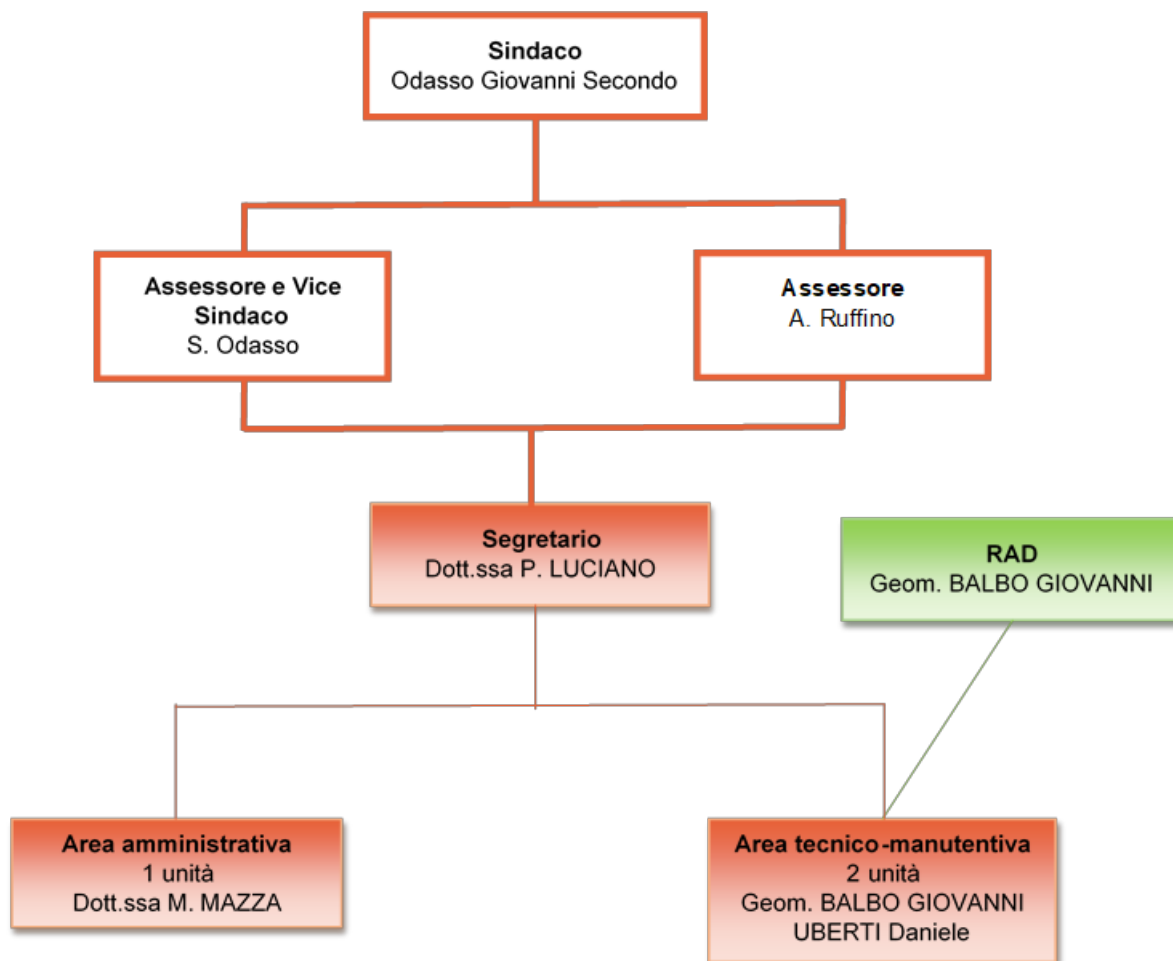 Sindaco
Odasso Giovanni Secondo
Assessore e Vice
Sindaco
S. Odasso
Assessore
A. Ruffino
Segretario
Dott.ssa P. LUCIANO
RAD
Geom. BALBO GIOVANNI
Area amministrativa
1 unità
Dott.ssa M. MAZZA
Area tecnico-manutentiva
2 unità
Geom. BALBO GIOVANNI
UBERTI Daniele